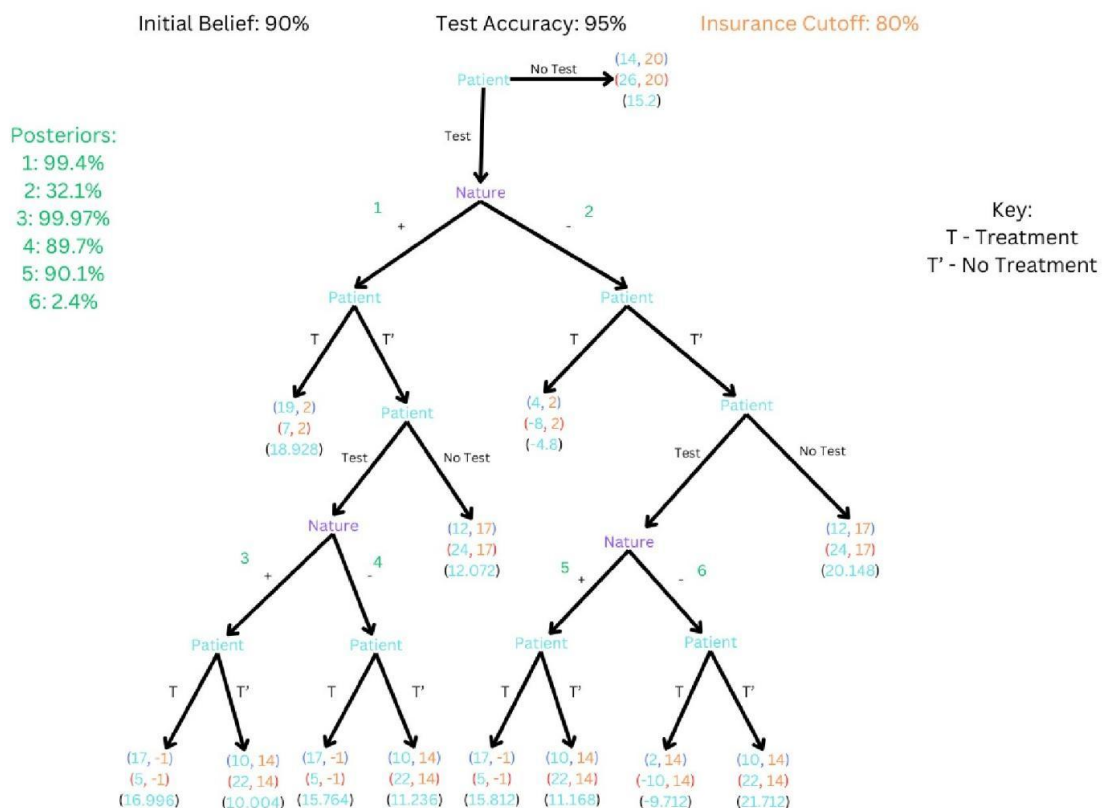 Initial Belief: 90% Test Accuracy: 95% Insurance Cutoff: 80%
Patient No Test (14, 20)
(26, 20)
(15.2)
Test
Posteriors:
1: 99.4%
2: 32.1%
3: 99.97%
4: 89.7%
5: 90.1%
6: 2.4%
Nature
1 2
+ -
Key:
T - Treatment
T' - No Treatment
Patient Patient
T T' T T'
(19, 2)
(7, 2)
(18.928)
Patient
(4, 2)
(-8, 2)
(-4.8)
Patient
Test No Test Test No Test
Nature
(12, 17)
(24, 17)
(12.072)
Nature
(12, 17)
(24, 17)
(20.148)
3 4 5 6
+ - + -
Patient Patient Patient Patient
T T' T T' T T' T T'
(17, -1) (10, 14) (17, -1) (10, 14) (17, -1) (10, 14) (2, 14) (10, 14)
(5, -1) (22, 14) (5, -1) (22, 14) (5, -1) (22, 14) (-10, 14) (22, 14)
(16.996) (10.004) (15.764) (11.236) (15.812) (11.168) (-9.712) (21.712)